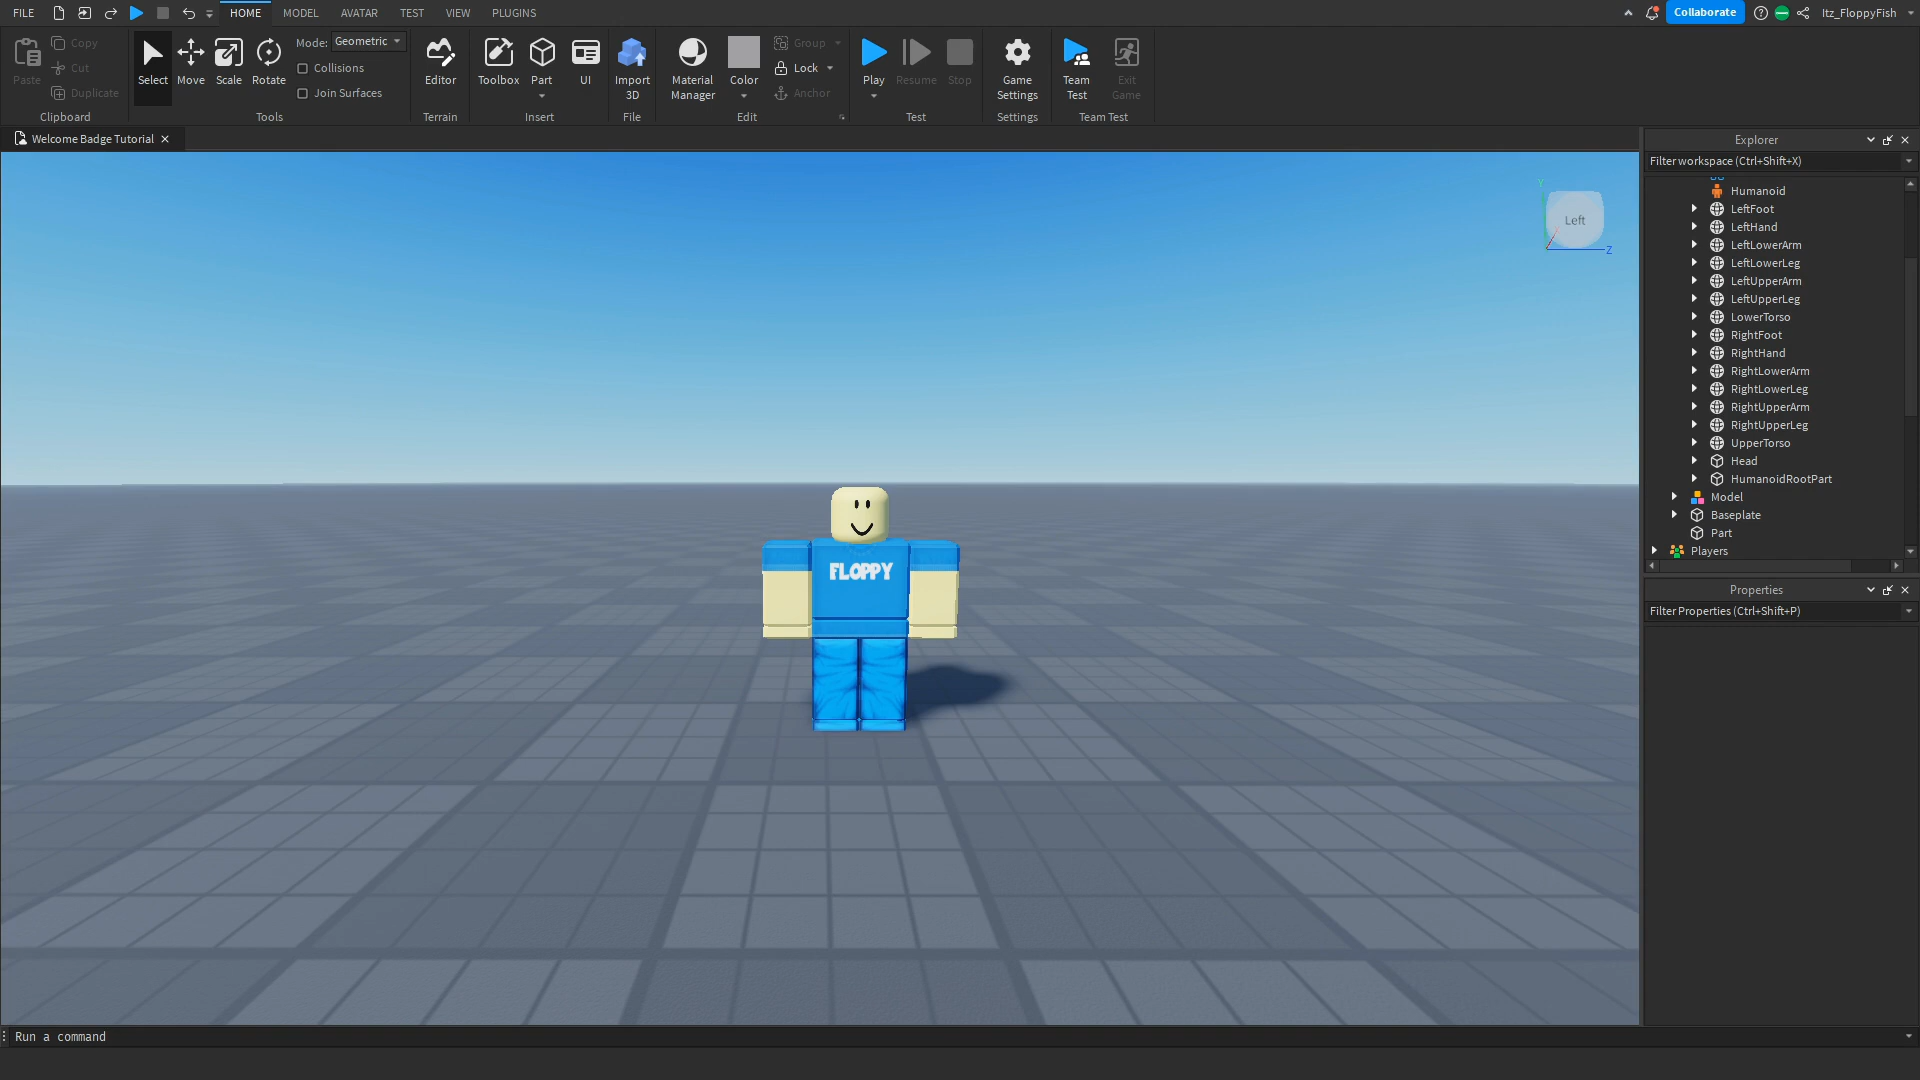 FILE HOME MODEL AVATAR TEST VIEW PLUGINS Collaborate Itz_FloppyFish
Paste Copy Cut Duplicate Clipboard
Select Move Scale Rotate Mode: Geometric Collisions Join Surfaces Tools
Editor Terrain
Toolbox Part UI Insert
Import 3D File
Material Manager Color Group Lock Anchor Edit
Play Resume Stop Test
Game Settings Settings
Team Test Exit Game Team Test
Welcome Badge Tutorial
Left
Y
Z
FLOPPY
Explorer
Filter workspace (Ctrl+Shift+X)
Humanoid
LeftFoot
LeftHand
LeftLowerArm
LeftLowerLeg
LeftUpperArm
LeftUpperLeg
LowerTorso
RightFoot
RightHand
RightLowerArm
RightLowerLeg
RightUpperArm
RightUpperLeg
UpperTorso
Head
HumanoidRootPart
Model
Baseplate
Part
Players
Properties
Filter Properties (Ctrl+Shift+P)
Run a command